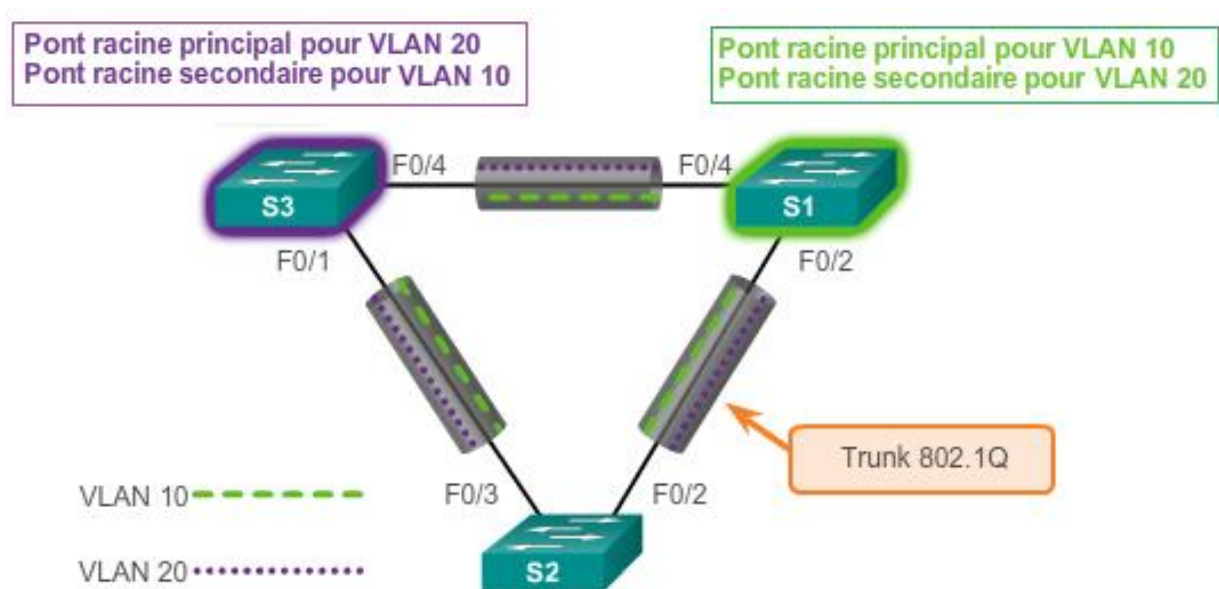 Pont racine principal pour VLAN 20
Pont racine secondaire pour VLAN 10
Pont racine principal pour VLAN 10
Pont racine secondaire pour VLAN 20
F0/4
F0/4
S3
S1
F0/1
F0/2
Trunk 802.1Q
F0/3
F0/2
VLAN 10
VLAN 20
S2